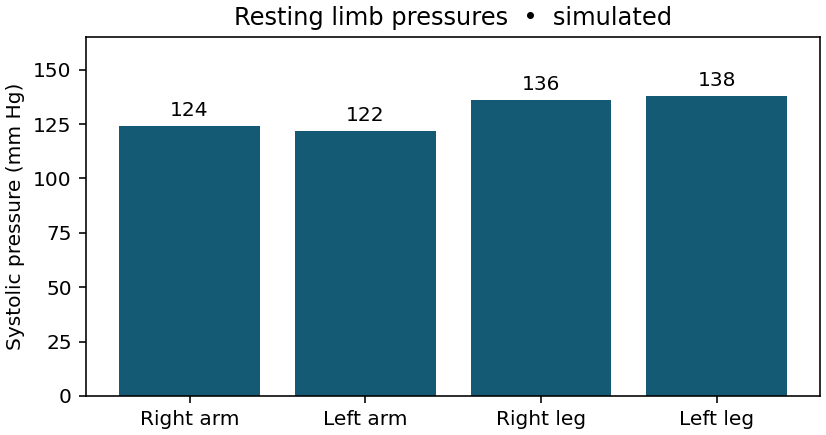 Resting limb pressures • simulated
Systolic pressure (mm Hg)
150
125
100
75
50
25
0
124
122
136
138
Right arm
Left arm
Right leg
Left leg